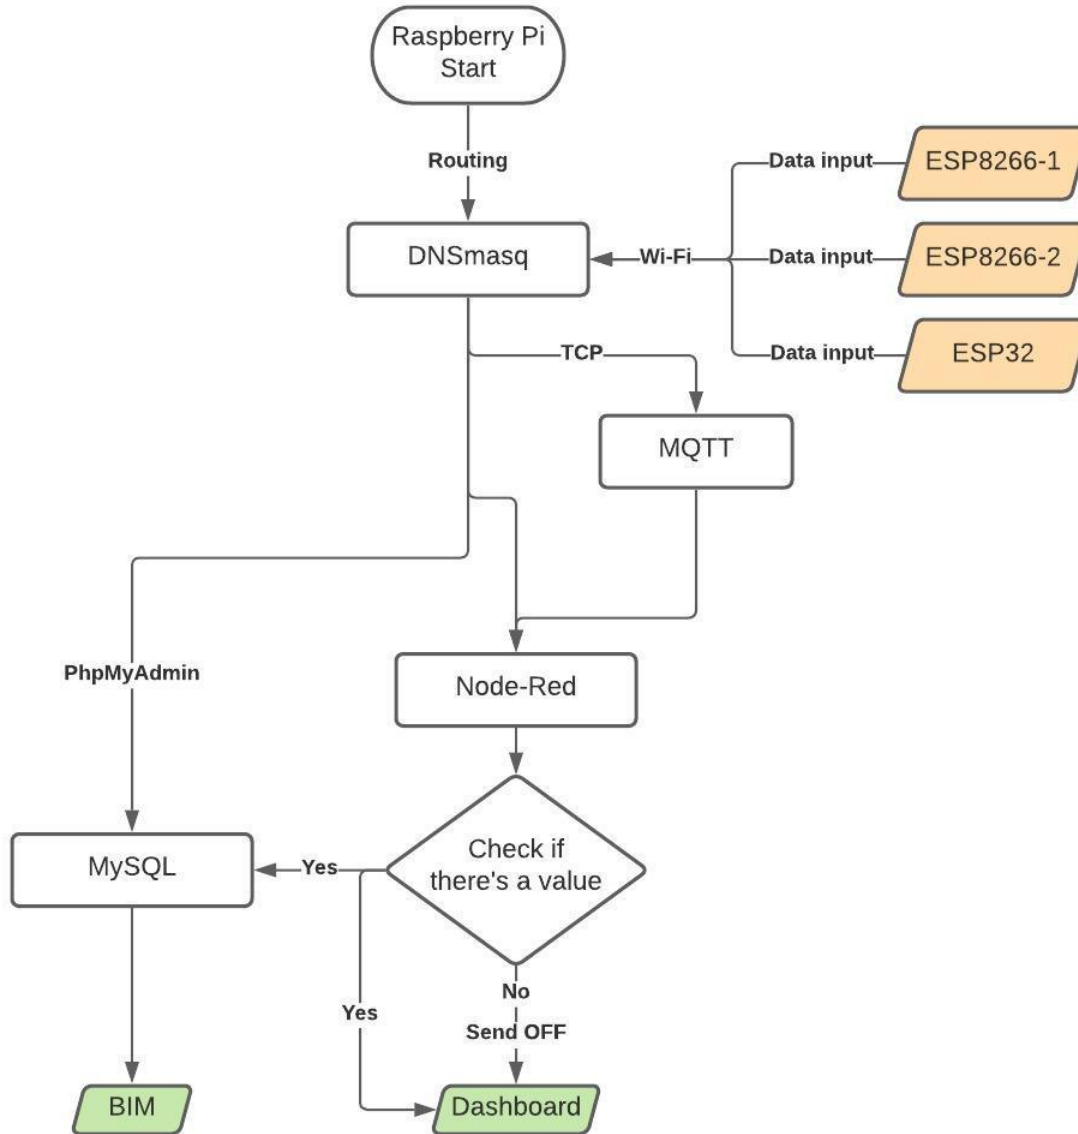 Raspberry Pi
Start
Routing
Data input
ESP8266-1
DNSmasq
Wi-Fi
Data input
ESP8266-2
TCP
Data input
ESP32
MQTT
PhpMyAdmin
Node-Red
MySQL
Yes
Check if
there's a value
No
Yes
Send OFF
BIM
Dashboard